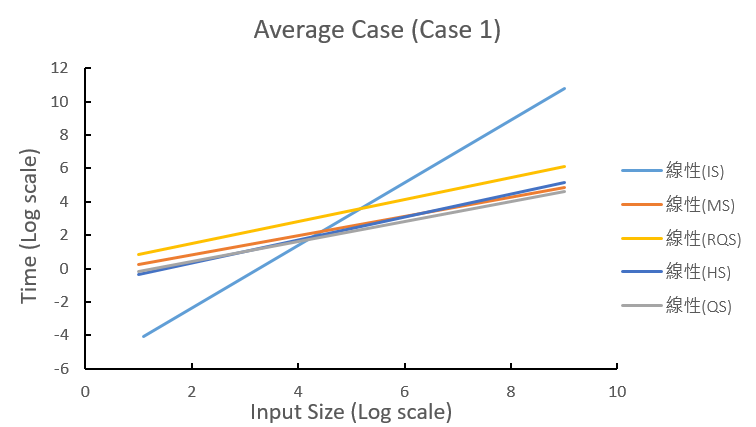 Average Case (Case 1)
12
10
8
6
4
2
0
-2
-4
-6
0 2 4 6 8 10
Time (Log scale)
Input Size (Log scale)
線性(IS)
線性(MS)
線性(RQS)
線性(HS)
線性(QS)